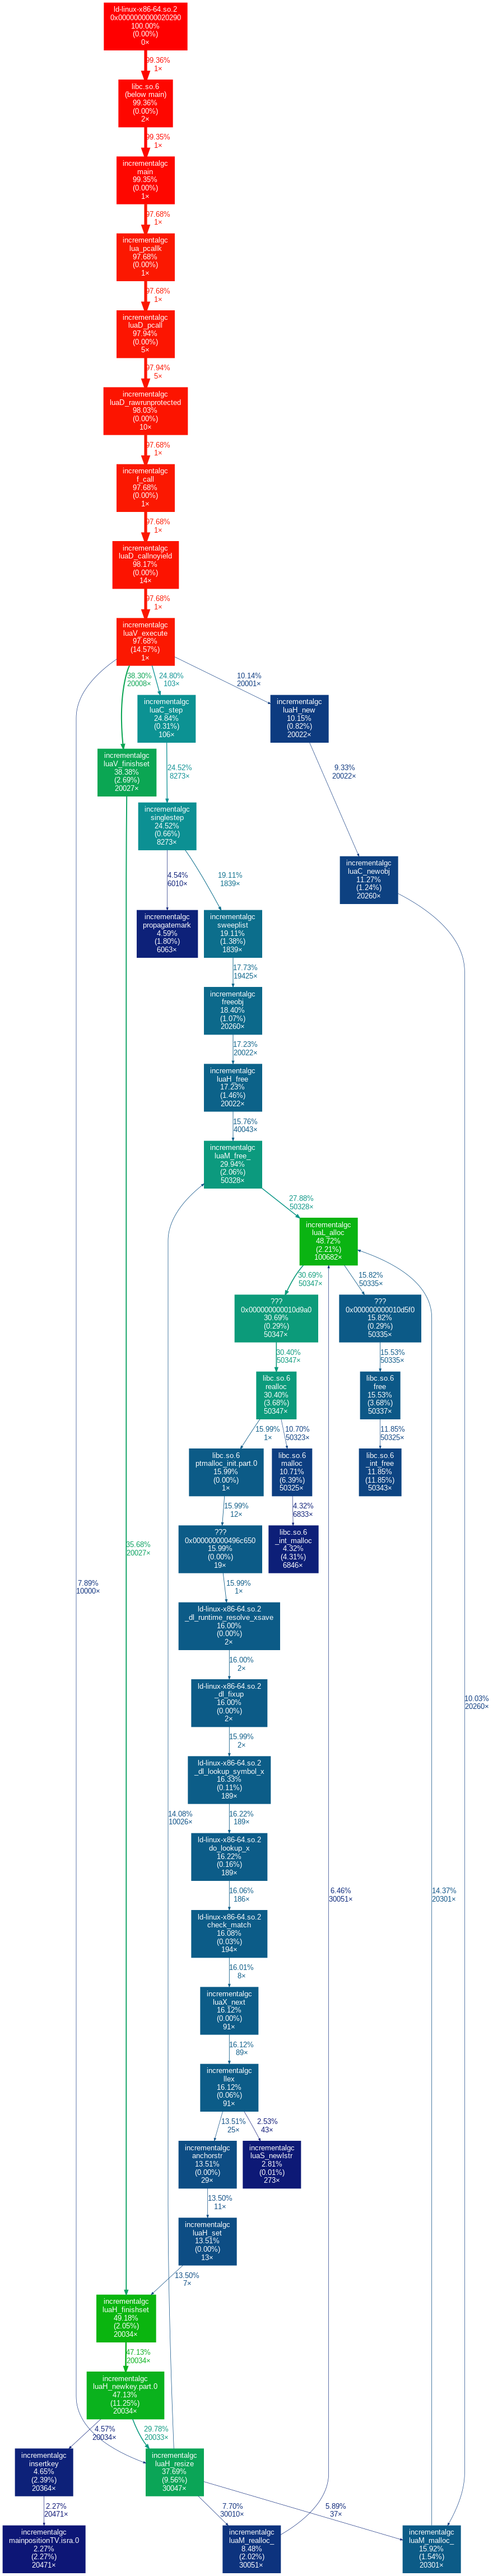 ld-linux-x86-64.so.2
0x0000000000020290
100.00%
(0.00%)
0×
99.36%
1×
libc.so.6
(below main)
99.36%
(0.00%)
2×
99.35%
1×
incrementalgc
main
99.35%
(0.00%)
1×
97.68%
1×
incrementalgc
lua_pcallk
97.68%
(0.00%)
1×
97.68%
1×
incrementalgc
luaD_pcall
97.94%
(0.00%)
5×
97.94%
5×
incrementalgc
luaD_rawrunprotected
98.03%
(0.00%)
10×
97.68%
1×
incrementalgc
f_call
97.68%
(0.00%)
1×
97.68%
1×
incrementalgc
luaD_callnoyield
98.17%
(0.00%)
14×
97.68%
1×
incrementalgc
luaV_execute
97.68%
(14.57%)
1×
38.30%
20008×
24.80%
103×
10.14%
20001×
incrementalgc
luaC_step
24.84%
(0.31%)
106×
incrementalgc
luaH_new
10.15%
(0.82%)
20022×
incrementalgc
luaV_finishset
38.38%
(2.69%)
20027×
24.52%
8273×
9.33%
20022×
incrementalgc
singlestep
24.52%
(0.66%)
8273×
incrementalgc
luaC_newobj
11.27%
(1.24%)
20260×
4.54%
6010×
19.11%
1839×
incrementalgc
propagatemark
4.59%
(1.80%)
6063×
incrementalgc
sweeplist
19.11%
(1.38%)
1839×
17.73%
19425×
incrementalgc
freeobj
18.40%
(1.07%)
20260×
17.23%
20022×
incrementalgc
luaH_free
17.23%
(1.46%)
20022×
15.76%
40043×
incrementalgc
luaM_free_
29.94%
(2.06%)
50328×
27.88%
50328×
incrementalgc
luaL_alloc
48.72%
(2.21%)
100682×
30.69%
50347×
15.82%
50335×
???
0x000000000010d9a0
30.69%
(0.29%)
50347×
???
0x000000000010d5f0
15.82%
(0.29%)
50335×
30.40%
50347×
15.53%
50335×
libc.so.6
realloc
30.40%
(3.68%)
50347×
libc.so.6
free
15.53%
(3.68%)
50337×
15.99%
1×
10.70%
50323×
11.85%
50325×
libc.so.6
ptmalloc_init.part.0
15.99%
(0.00%)
1×
libc.so.6
malloc
10.71%
(6.39%)
50325×
libc.so.6
_int_free
11.85%
(11.85%)
50343×
15.99%
12×
4.32%
6833×
???
0x000000000496c650
15.99%
(0.00%)
19×
libc.so.6
_int_malloc
4.32%
(4.31%)
6846×
35.68%
20027×
7.89%
10000×
15.99%
1×
ld-linux-x86-64.so.2
_dl_runtime_resolve_xsave
16.00%
(0.00%)
2×
16.00%
2×
ld-linux-x86-64.so.2
_dl_fixup
16.00%
(0.00%)
2×
10.03%
20260×
15.99%
2×
ld-linux-x86-64.so.2
_dl_lookup_symbol_x
16.33%
(0.11%)
189×
14.08%
10026×
16.22%
189×
ld-linux-x86-64.so.2
do_lookup_x
16.22%
(0.16%)
189×
16.06%
186×
6.46%
30051×
14.37%
20301×
ld-linux-x86-64.so.2
check_match
16.08%
(0.03%)
194×
16.01%
8×
incrementalgc
luaX_next
16.12%
(0.00%)
91×
16.12%
89×
incrementalgc
llex
16.12%
(0.06%)
91×
13.51%
25×
2.53%
43×
incrementalgc
anchorstr
13.51%
(0.00%)
29×
incrementalgc
luaS_newlstr
2.81%
(0.01%)
273×
13.50%
11×
incrementalgc
luaH_set
13.51%
(0.00%)
13×
13.50%
7×
incrementalgc
luaH_finishset
49.18%
(2.05%)
20034×
47.13%
20034×
incrementalgc
luaH_newkey.part.0
47.13%
(11.25%)
20034×
4.57%
20034×
29.78%
20033×
incrementalgc
insertkey
4.65%
(2.39%)
20364×
incrementalgc
luaH_resize
37.69%
(9.56%)
30047×
2.27%
20471×
7.70%
30010×
5.89%
37×
incrementalgc
mainpositionTV.isra.0
2.27%
(2.27%)
20471×
incrementalgc
luaM_realloc_
8.48%
(2.02%)
30051×
incrementalgc
luaM_malloc_
15.92%
(1.54%)
20301×